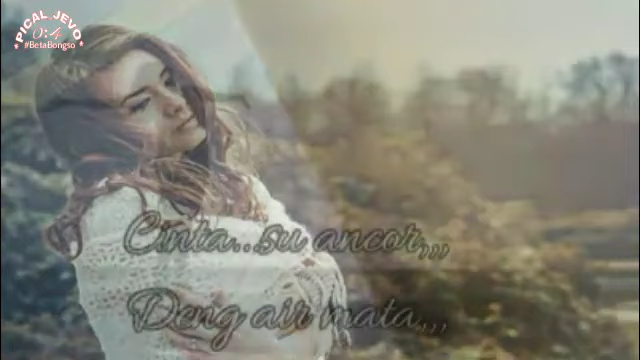 PICAL JEVO
0:4
#BetaBongso
Cinta..su ancor,,,
Deng air mata,,,